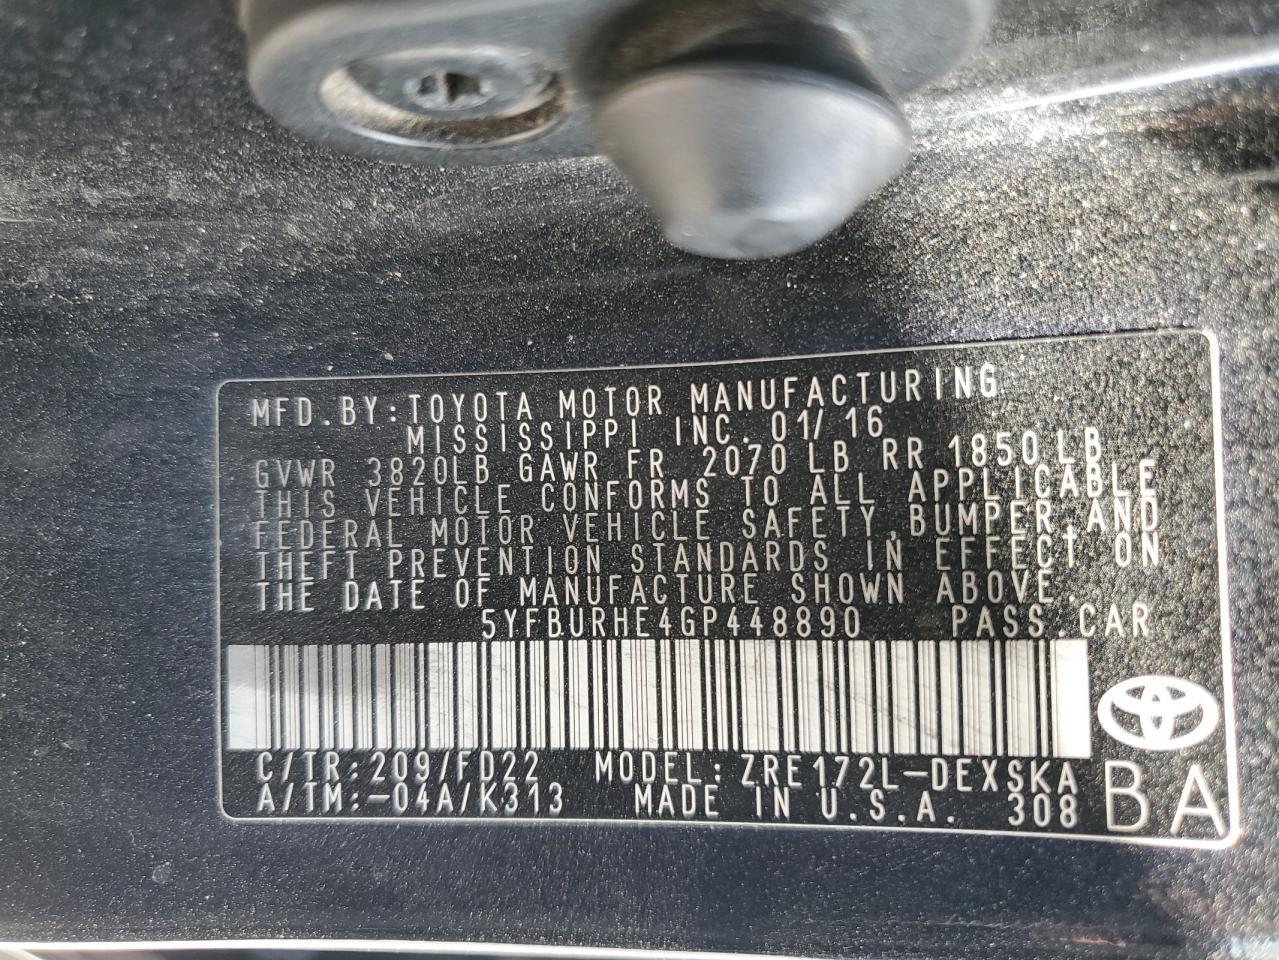 MFD.BY:TOYOTA MOTOR MANUFACTURING
MISSISSIPPI INC. 01/16
GVWR 3820LB GAWR FR 2070LB RR 1850LB
THIS VEHICLE CONFORMS TO ALL APPLICABLE
FEDERAL MOTOR VEHICLE SAFETY,BUMPER,AND
THEFT PREVENTION STANDARDS IN EFFECT ON
THE DATE OF MANUFACTURE SHOWN ABOVE.
5YFBURHE4GP448890 PASS.CAR
C/TR:209/FD22 MODEL:ZRE172L-DEXSKA
A/TM:-04A/K313 MADE IN U.S.A. 308
BA